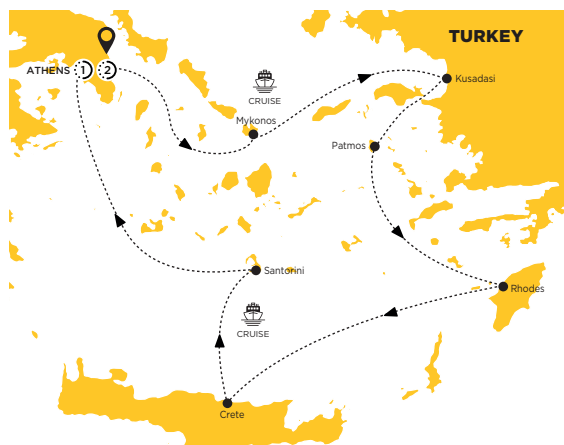 TURKEY
ATHENS 1 2
Kusadasi
CRUISE
Mykonos
Patmos
Santorini
Rhodes
CRUISE
Crete